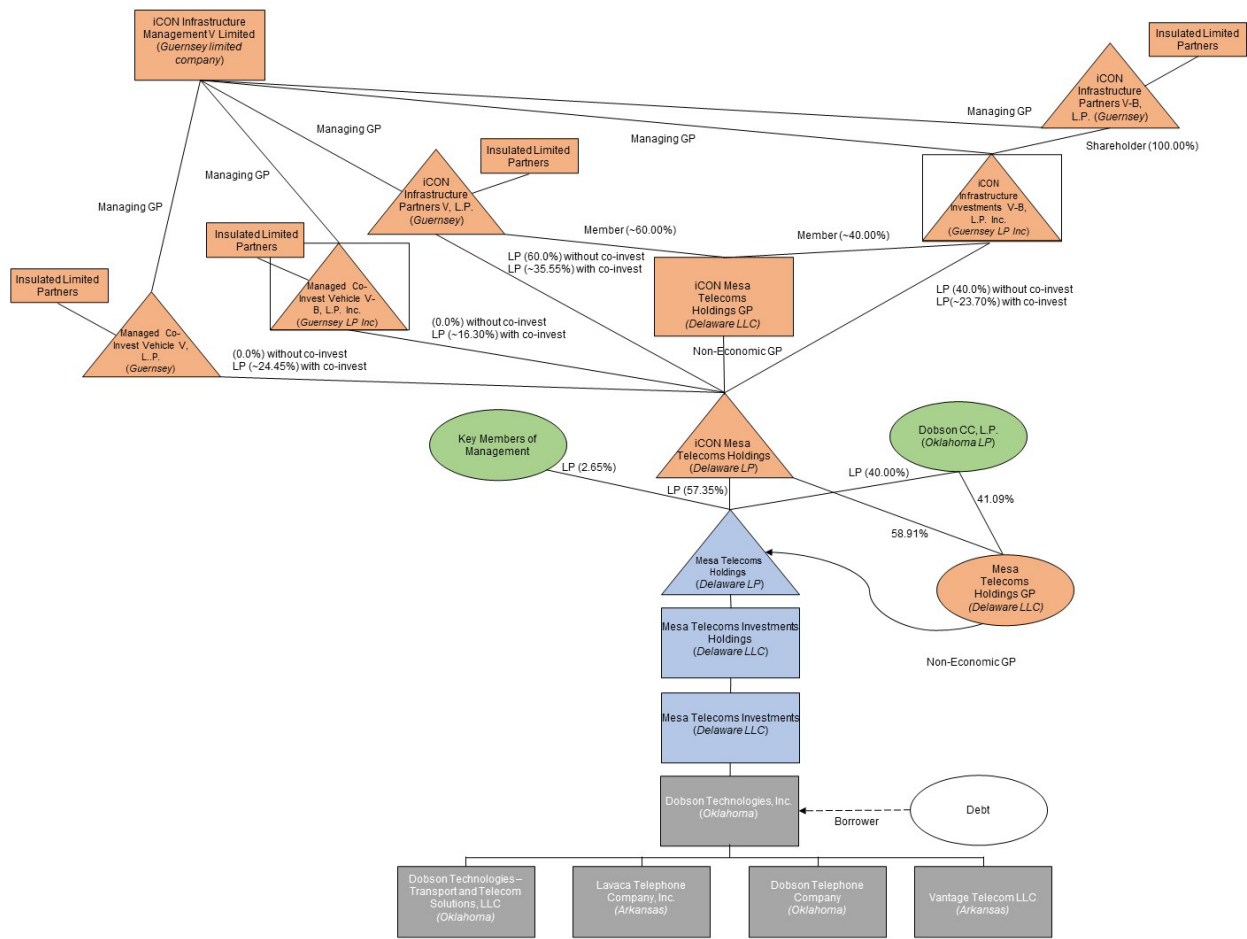 iCON Infrastructure
Management V Limited
(Guernsey limited
company)
Insulated Limited
Partners
iCON
Infrastructure
Partners V-B,
L.P. (Guernsey)
Managing GP
Managing GP
Managing GP
Shareholder (100.00%)
Insulated Limited
Partners
iCON
Infrastructure
Partners V, L.P.
(Guernsey)
iCON
Infrastructure
Investments V-B,
L.P. Inc.
(Guernsey LP Inc)
Managing GP
Managing GP
Insulated Limited
Partners
Member (~60.00%)
Member (~40.00%)
LP (60.0%) without co-invest
LP (~35.55%) with co-invest
iCON Mesa
Telecoms
Holdings GP
(Delaware LLC)
LP (40.0%) without co-invest
LP(~23.70%) with co-invest
Insulated Limited
Partners
Managed Co-
Invest Vehicle V-
B, L.P. Inc.
(Guernsey LP Inc)
Managed Co-
Invest Vehicle V,
L..P.
(Guernsey)
(0.0%) without co-invest
LP (~16.30%) with co-invest
(0.0%) without co-invest
LP (~24.45%) with co-invest
Non-Economic GP
Key Members of
Management
iCON Mesa
Telecoms Holdings
(Delaware LP)
Dobson CC, L.P.
(Oklahoma LP)
LP (2.65%)
LP (57.35%)
LP (40.00%)
41.09%
58.91%
Mesa Telecoms
Holdings
(Delaware LP)
Mesa
Telecoms
Holdings GP
(Delaware LLC)
Mesa Telecoms Investments
Holdings
(Delaware LLC)
Non-Economic GP
Mesa Telecoms Investments
(Delaware LLC)
Dobson Technologies, Inc.
(Oklahoma)
Borrower
Debt
Dobson Technologies –
Transport and Telecom
Solutions, LLC
(Oklahoma)
Lavaca Telephone
Company, Inc.
(Arkansas)
Dobson Telephone
Company
(Oklahoma)
Vantage Telecom LLC
(Arkansas)